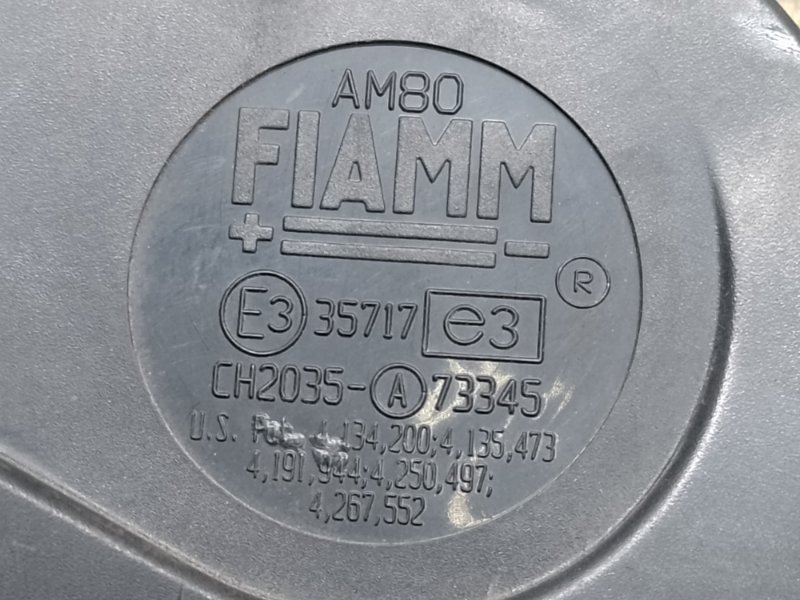 AM80
FIAMM
+ -
®
E3 35717 e3
CH2035-A 73345
U.S. Pat. 4,134,200;4,135,473
4,191,944;4,250,497;
4,267,552